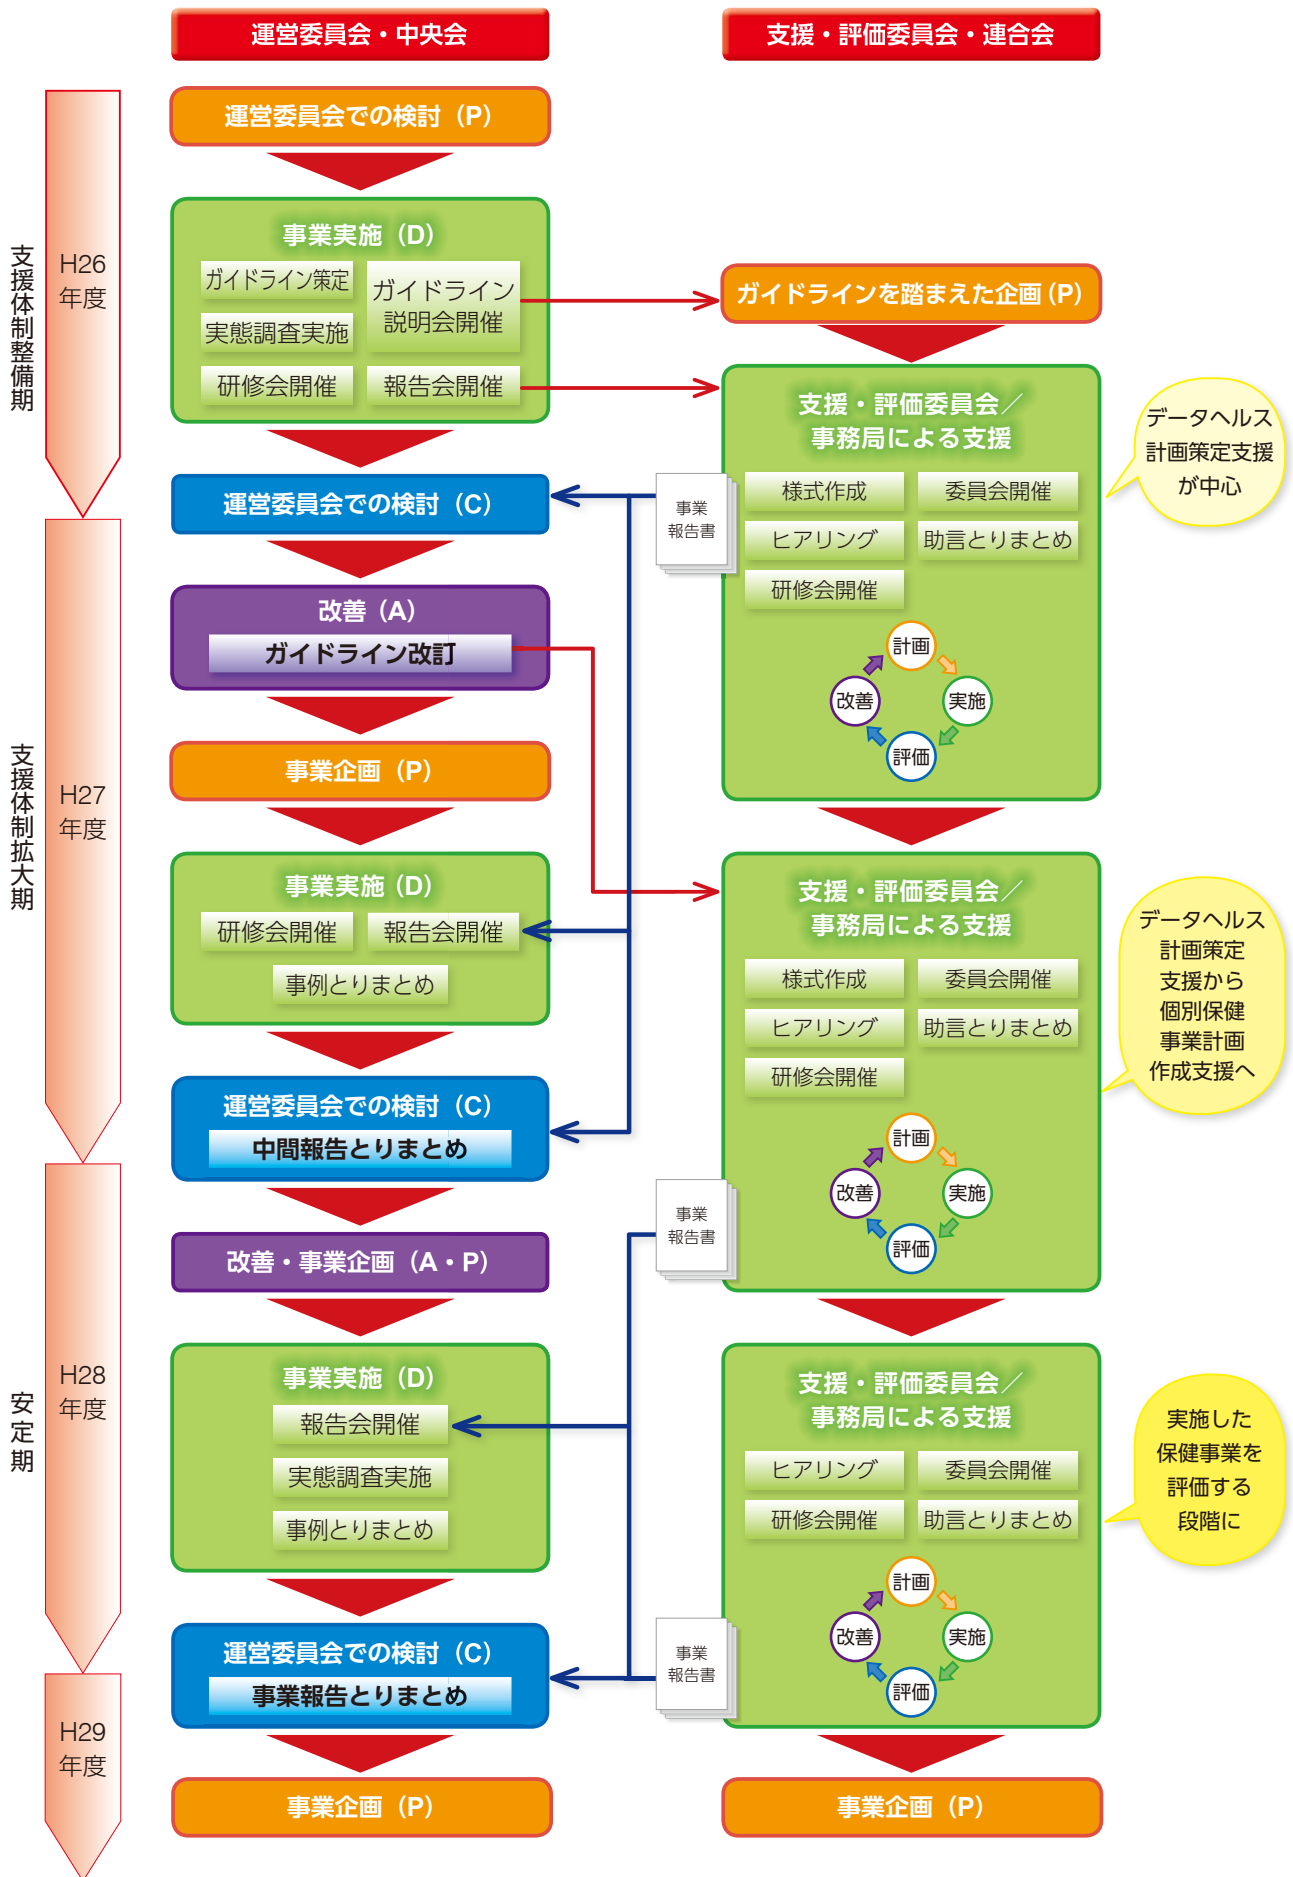 運営委員会・中央会
支援・評価委員会・連合会
支援体制整備期
H26
年度
運営委員会での検討（P）
事業実施（D）
ガイドライン策定
ガイドライン
説明会開催
実態調査実施
研修会開催
報告会開催
ガイドラインを踏まえた企画（P）
支援・評価委員会／
事務局による支援
様式作成
委員会開催
ヒアリング
助言とりまとめ
研修会開催
計画
実施
評価
改善
データヘルス
計画策定支援
が中心
事業
報告書
運営委員会での検討（C）
支援体制拡大期
H27
年度
改善（A）
ガイドライン改訂
事業企画（P）
事業実施（D）
研修会開催
報告会開催
事例とりまとめ
運営委員会での検討（C）
中間報告とりまとめ
支援・評価委員会／
事務局による支援
様式作成
委員会開催
ヒアリング
助言とりまとめ
研修会開催
計画
実施
評価
改善
データヘルス
計画策定
支援から
個別保健
事業計画
作成支援へ
事業
報告書
安定期
H28
年度
改善・事業企画（A・P）
事業実施（D）
報告会開催
実態調査実施
事例とりまとめ
支援・評価委員会／
事務局による支援
ヒアリング
委員会開催
研修会開催
助言とりまとめ
計画
実施
評価
改善
実施した
保健事業を
評価する
段階に
事業
報告書
運営委員会での検討（C）
事業報告とりまとめ
H29
年度
事業企画（P）
事業企画（P）